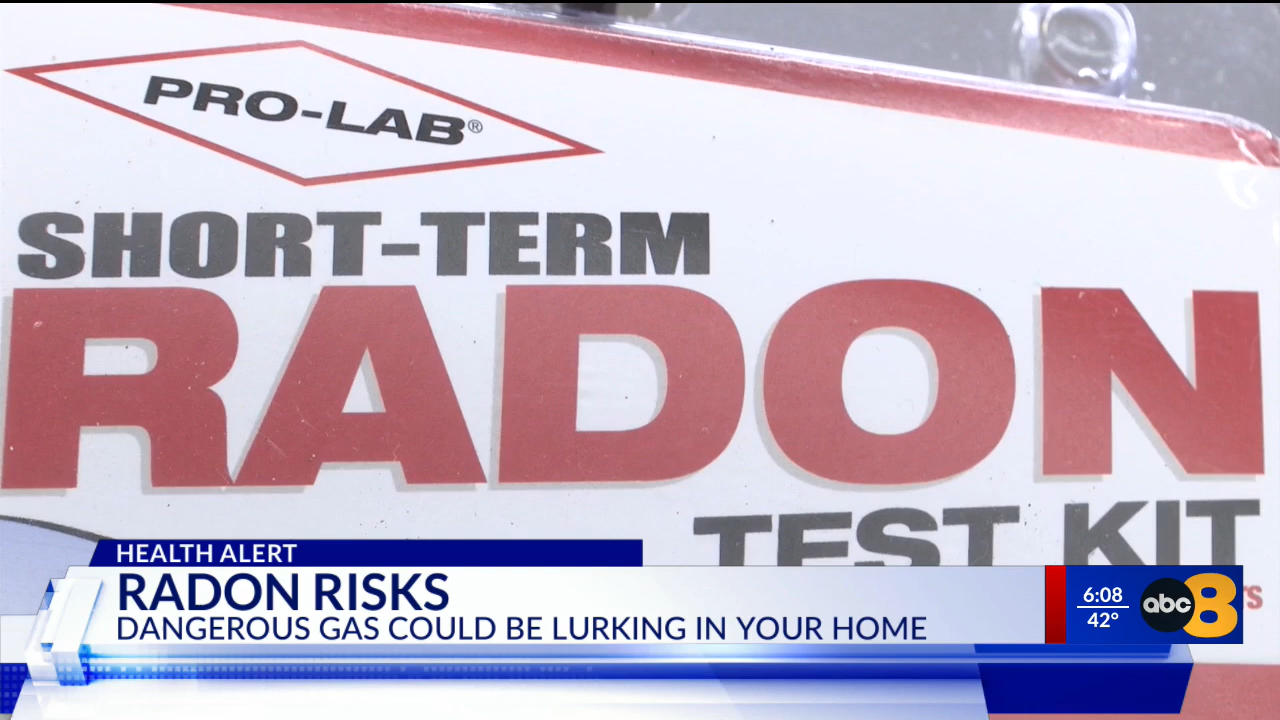 PRO-LAB®
SHORT-TERM
RADON
TEST KIT
HEALTH ALERT
RADON RISKS
DANGEROUS GAS COULD BE LURKING IN YOUR HOME
6:08
42°
abc 8